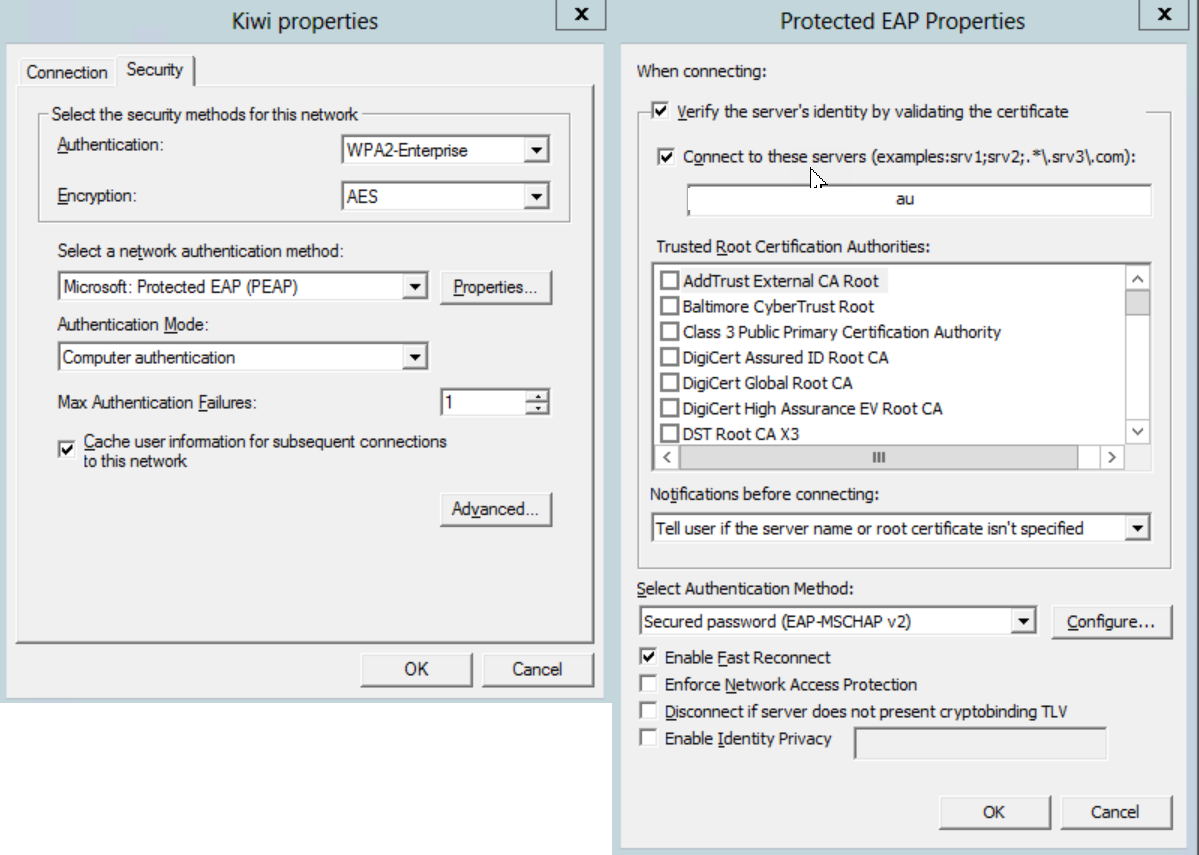 Kiwi properties
x
Connection
Security
Select the security methods for this network
Authentication:
WPA2-Enterprise
Encryption:
AES
Select a network authentication method:
Microsoft: Protected EAP (PEAP)
Properties...
Authentication Mode:
Computer authentication
Max Authentication Failures:
1
Cache user information for subsequent connections
to this network
Advanced...
OK
Cancel
Protected EAP Properties
x
When connecting:
Verify the server's identity by validating the certificate
Connect to these servers (examples:srv1;srv2;.*\.srv3\.com):
au
Trusted Root Certification Authorities:
AddTrust External CA Root
Baltimore CyberTrust Root
Class 3 Public Primary Certification Authority
DigiCert Assured ID Root CA
DigiCert Global Root CA
DigiCert High Assurance EV Root CA
DST Root CA X3
Notifications before connecting:
Tell user if the server name or root certificate isn't specified
Select Authentication Method:
Secured password (EAP-MSCHAP v2)
Configure...
Enable Fast Reconnect
Enforce Network Access Protection
Disconnect if server does not present cryptobinding TLV
Enable Identity Privacy
OK
Cancel